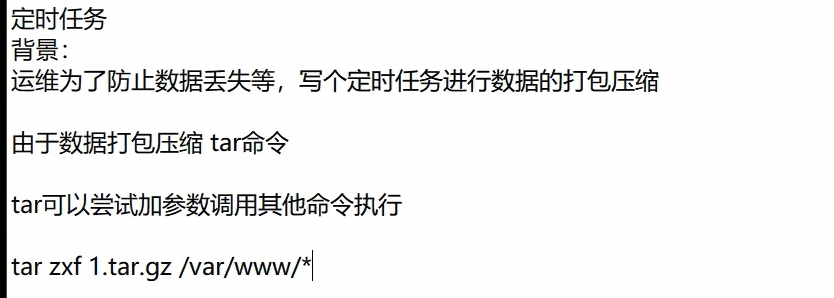 定时任务
背景：
运维为了防止数据丢失等，写个定时任务进行数据的打包压缩
由于数据打包压缩 tar命令
tar可以尝试加参数调用其他命令执行
tar zxf 1.tar.gz /var/www/*